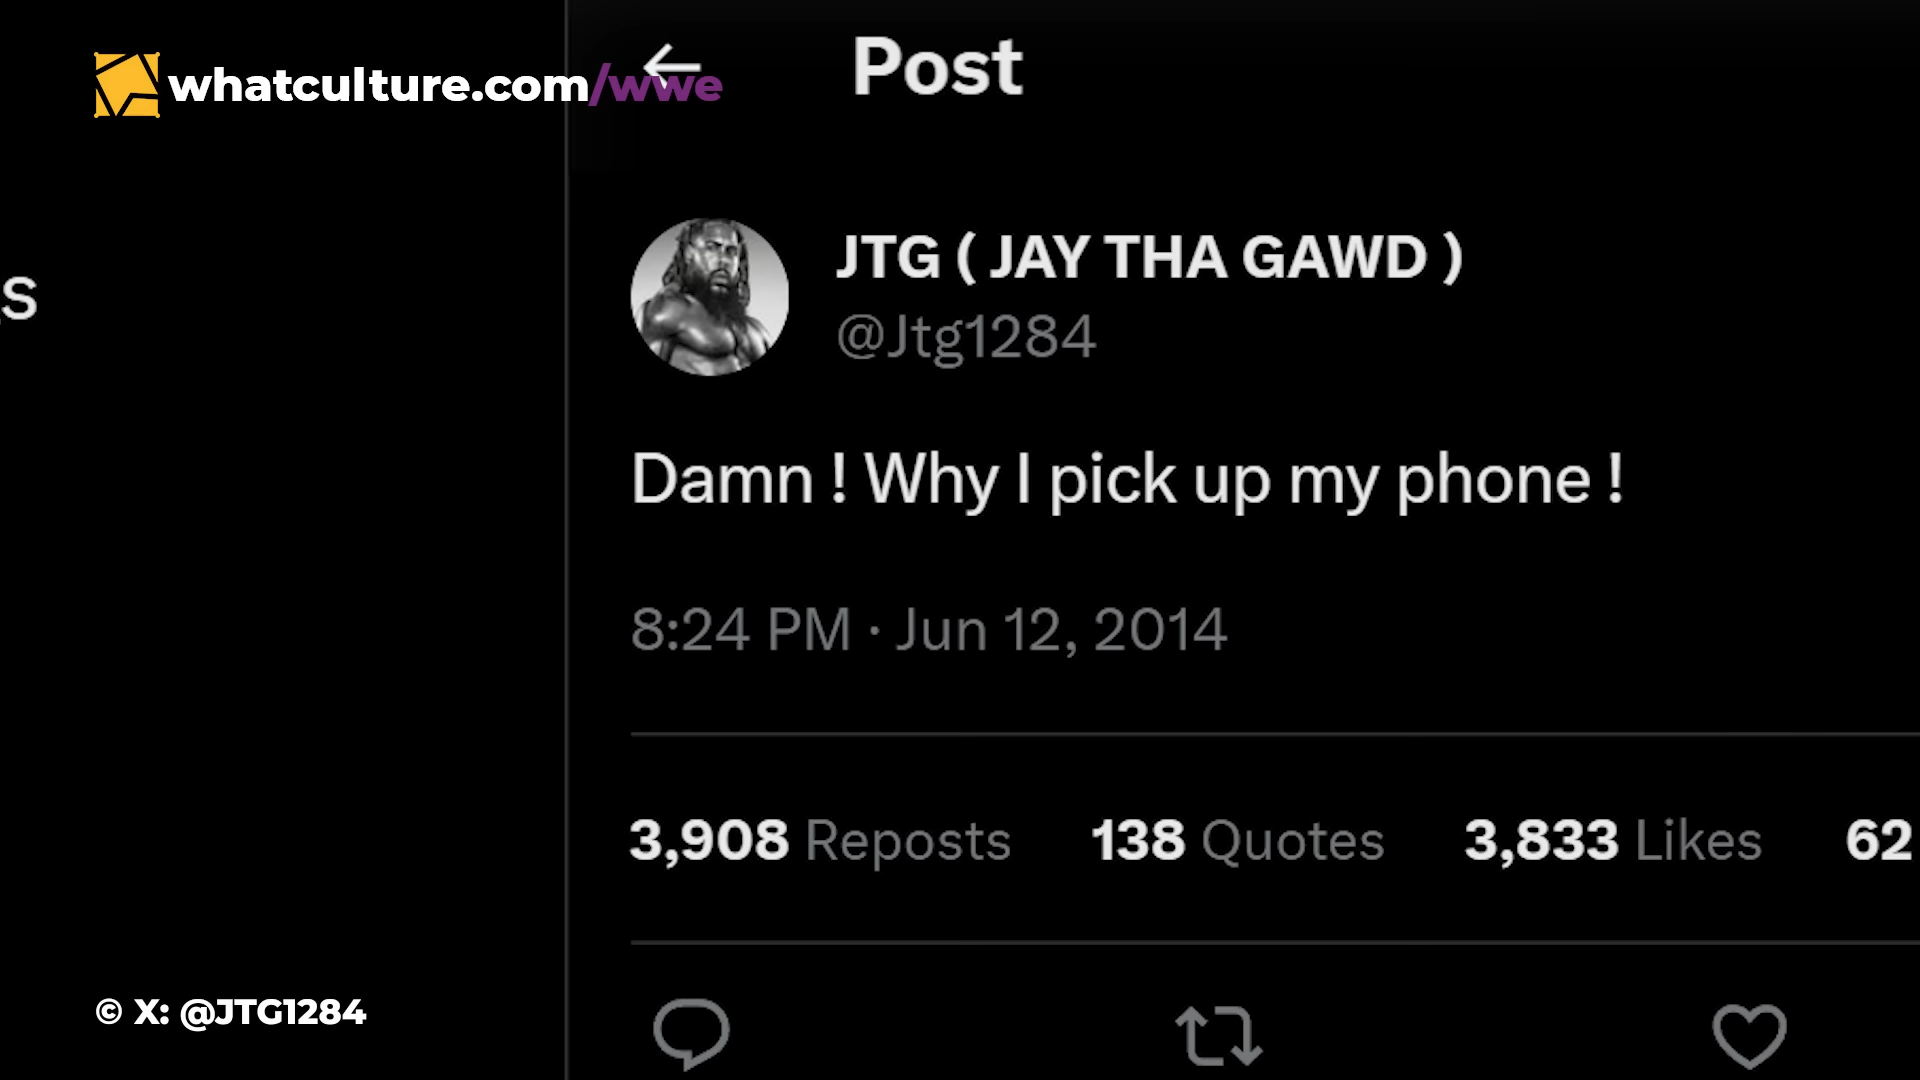 whatculture.com/wwe
Post
JTG ( JAY THA GAWD )
@Jtg1284
s
Damn ! Why I pick up my phone !
8:24 PM · Jun 12, 2014
3,908 Reposts 138 Quotes 3,833 Likes 62
© X: @JTG1284